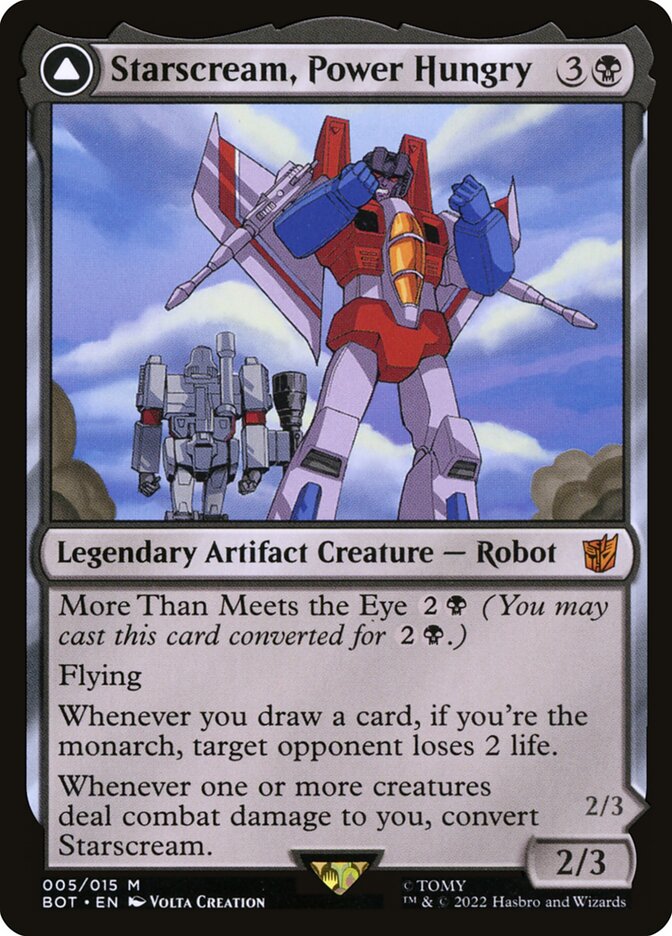 Starscream, Power Hungry 3
Legendary Artifact Creature — Robot
More Than Meets the Eye 2 (You may
cast this card converted for 2 .)
Flying
Whenever you draw a card, if you're the
monarch, target opponent loses 2 life.
Whenever one or more creatures
deal combat damage to you, convert
Starscream.
2/3
2/3
005/015 M
BOT • EN Volta Creation
© TOMY
™ & © 2022 Hasbro and Wizards